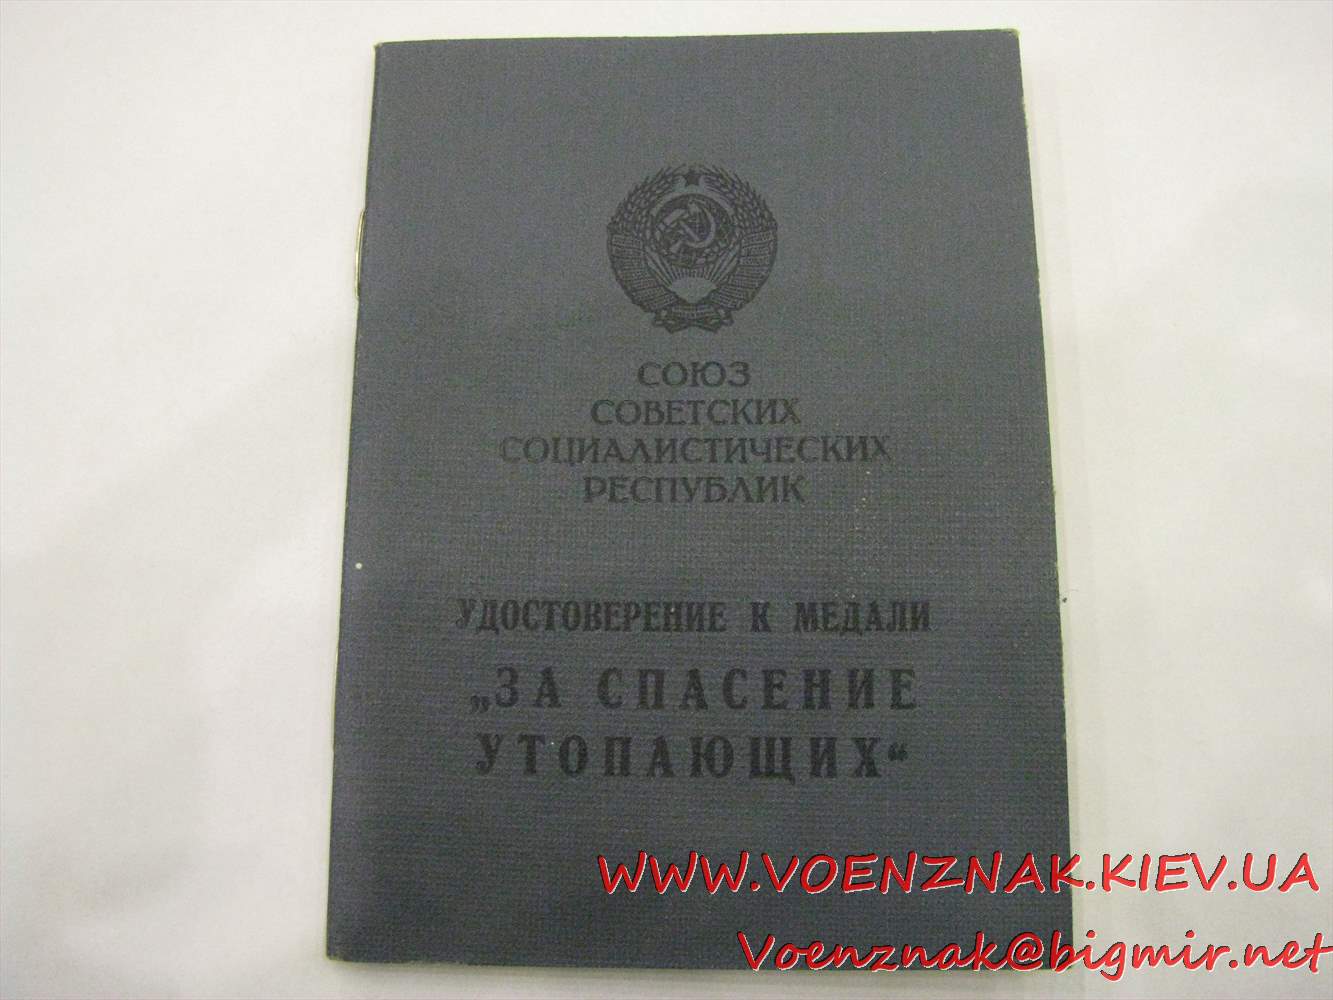 СОЮЗ
СОВЕТСКИХ
СОЦИАЛИСТИЧЕСКИХ
РЕСПУБЛИК
УДОСТОВЕРЕНИЕ К МЕДАЛИ
„ЗА СПАСЕНИЕ
УТОПАЮЩИХ“
WWW.VOENZNAK.KIEV.UA
Voenznak@bigmir.net